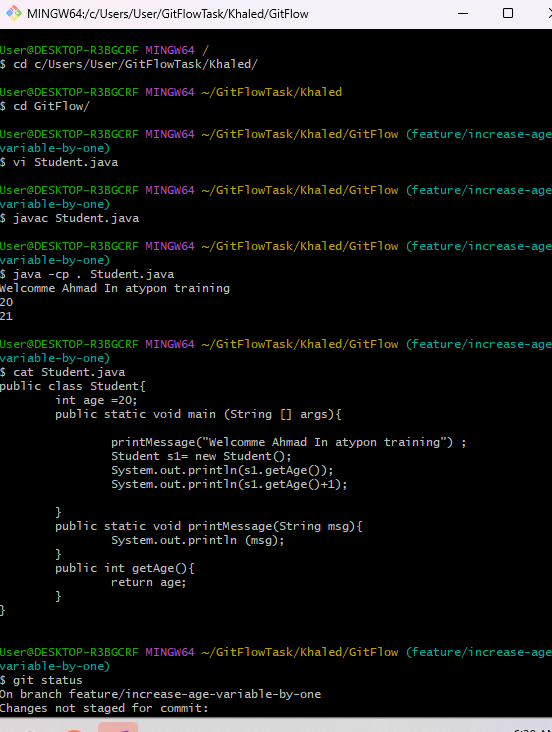 MINGW64:/c/Users/User/GitFlowTask/Khaled/GitFlow
User@DESKTOP-R3BGCRF MINGW64 /
$ cd c/Users/User/GitFlowTask/Khaled/
User@DESKTOP-R3BGCRF MINGW64 ~/GitFlowTask/Khaled
$ cd GitFlow/
User@DESKTOP-R3BGCRF MINGW64 ~/GitFlowTask/Khaled/GitFlow (feature/increase-age
variable-by-one)
$ vi Student.java
User@DESKTOP-R3BGCRF MINGW64 ~/GitFlowTask/Khaled/GitFlow (feature/increase-age
variable-by-one)
$ javac Student.java
User@DESKTOP-R3BGCRF MINGW64 ~/GitFlowTask/Khaled/GitFlow (feature/increase-age
variable-by-one)
$ java -cp . Student.java
Welcomme Ahmad In atypon training
20
21
User@DESKTOP-R3BGCRF MINGW64 ~/GitFlowTask/Khaled/GitFlow (feature/increase-age
variable-by-one)
$ cat Student.java
public class Student{
int age =20;
public static void main (String [] args){
printMessage("Welcomme Ahmad In atypon training") ;
Student s1= new Student();
System.out.println(s1.getAge());
System.out.println(s1.getAge()+1);
}
public static void printMessage(String msg){
System.out.println (msg);
}
public int getAge(){
return age;
}
}
User@DESKTOP-R3BGCRF MINGW64 ~/GitFlowTask/Khaled/GitFlow (feature/increase-age
variable-by-one)
$ git status
On branch feature/increase-age-variable-by-one
Changes not staged for commit: